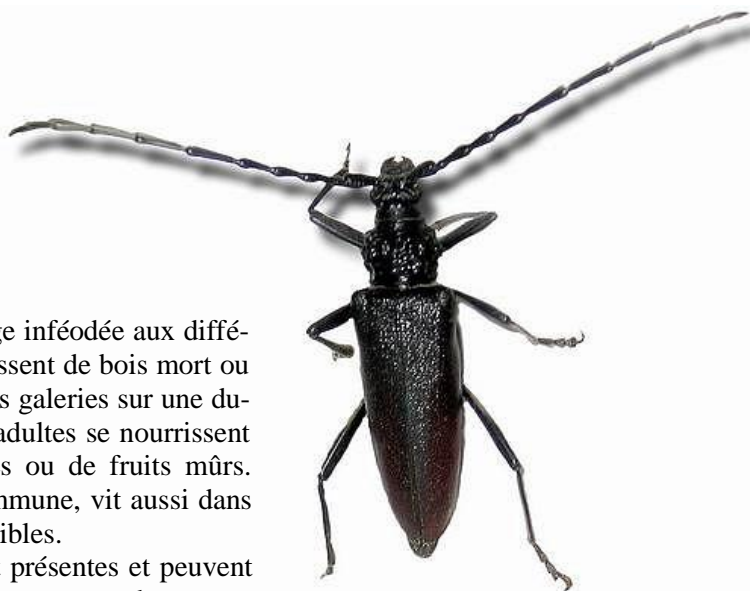 ge inféodée aux diffé-
issent de bois mort ou
s galeries sur une du-
adultes se nourrissent
s ou de fruits mûrs.
mmune, vit aussi dans
ibles.
présentes et peuvent